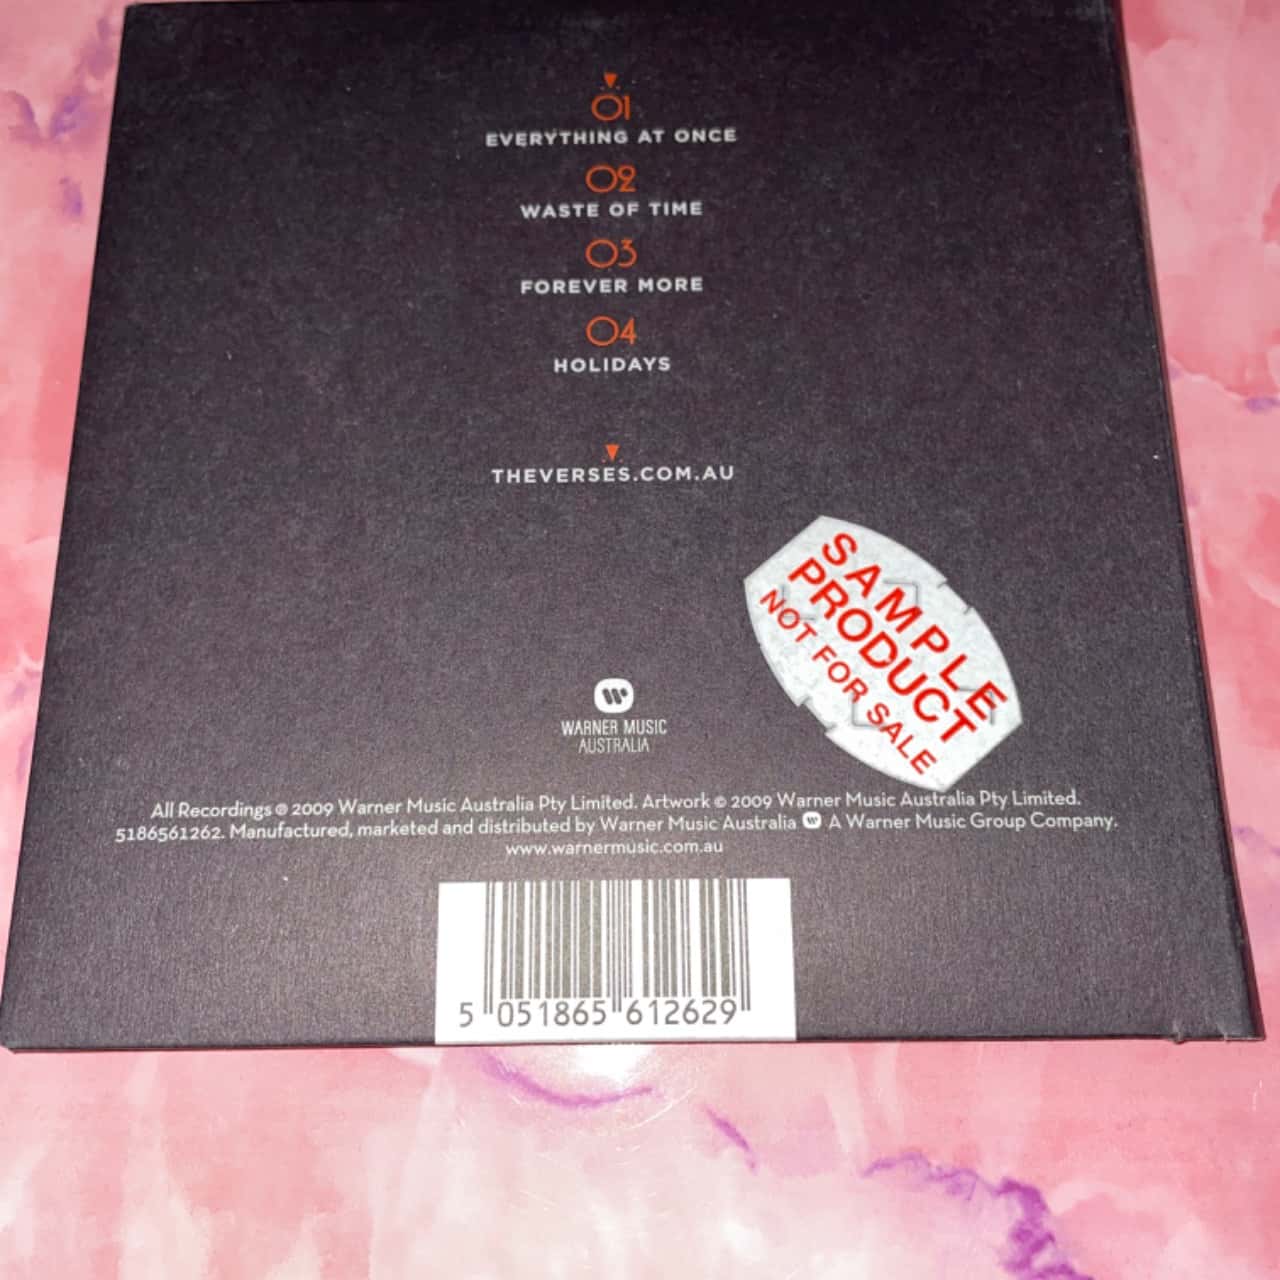 01
EVERYTHING AT ONCE
02
WASTE OF TIME
03
FOREVER MORE
04
HOLIDAYS
THEVERSES.COM.AU
SAMPLE
PRODUCT
NOT FOR SALE
W
WARNER MUSIC
AUSTRALIA
All Recordings ℗ 2009 Warner Music Australia Pty Limited. Artwork © 2009 Warner Music Australia Pty Limited.
5186561262. Manufactured, marketed and distributed by Warner Music Australia W A Warner Music Group Company.
www.warnermusic.com.au
5 051865 612629